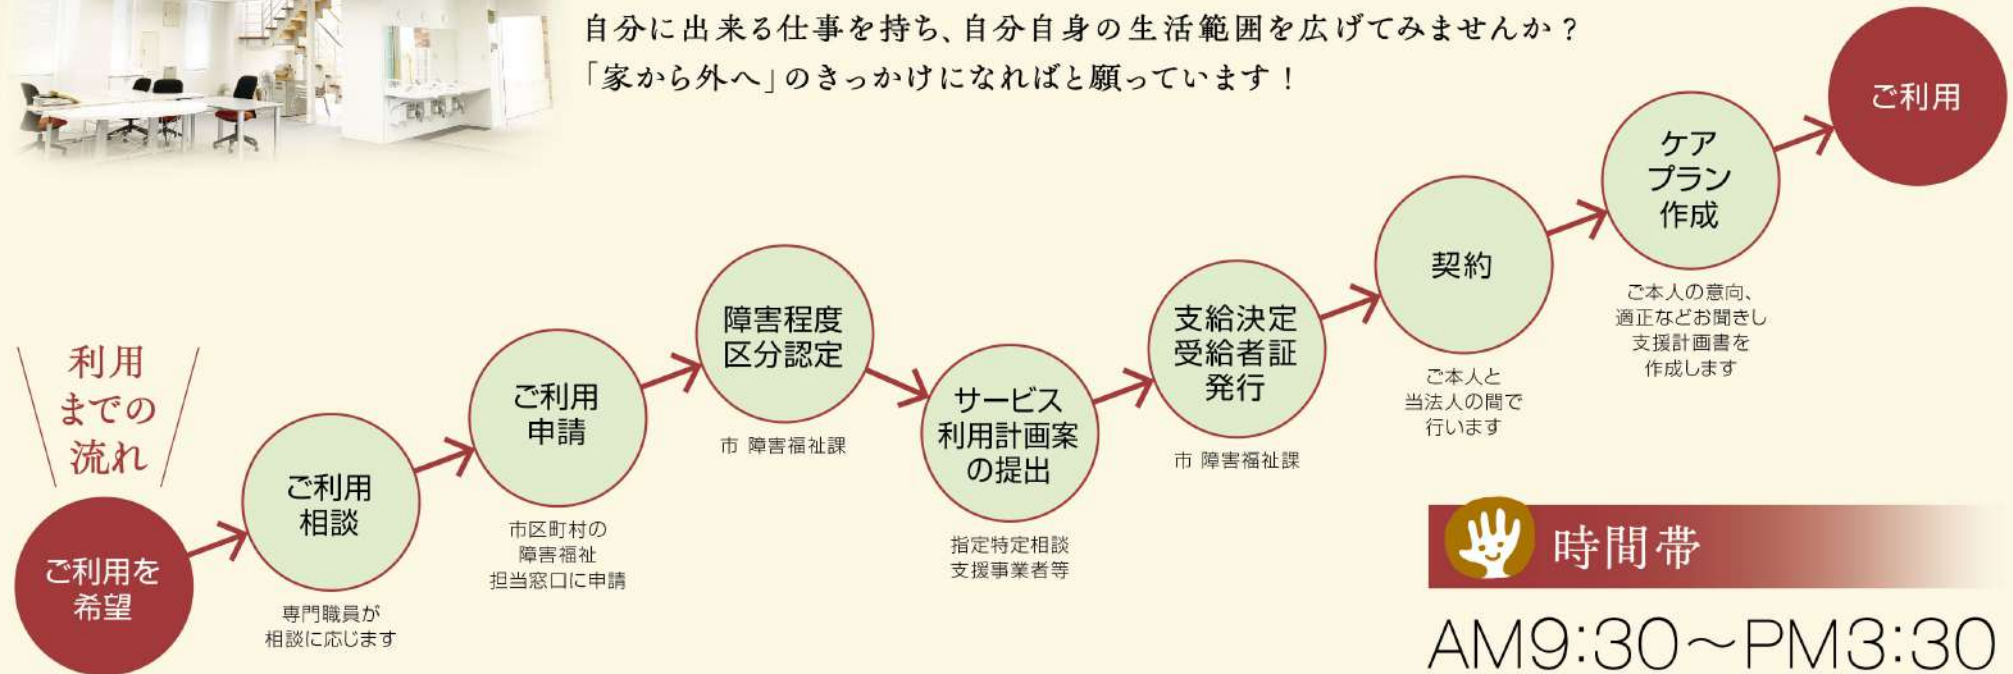 自分に出来る仕事を持ち、自分自身の生活範囲を広げてみませんか？
「家から外へ」のきっかけになればと願っています！
利用
までの
流れ
ご利用を
希望
ご利用
相談
専門職員が
相談に応じます
ご利用
申請
市区町村の
障害福祉
担当窓口に申請
障害程度
区分認定
市 障害福祉課
サービス
利用計画案
の提出
指定特定相談
支援事業者等
支給決定
受給者証
発行
市 障害福祉課
契約
ご本人と
当法人の間で
行います
ケア
プラン
作成
ご本人の意向、
適正などお聞きし
支援計画書を
作成します
ご利用
時間帯
AM9:30～PM3:30